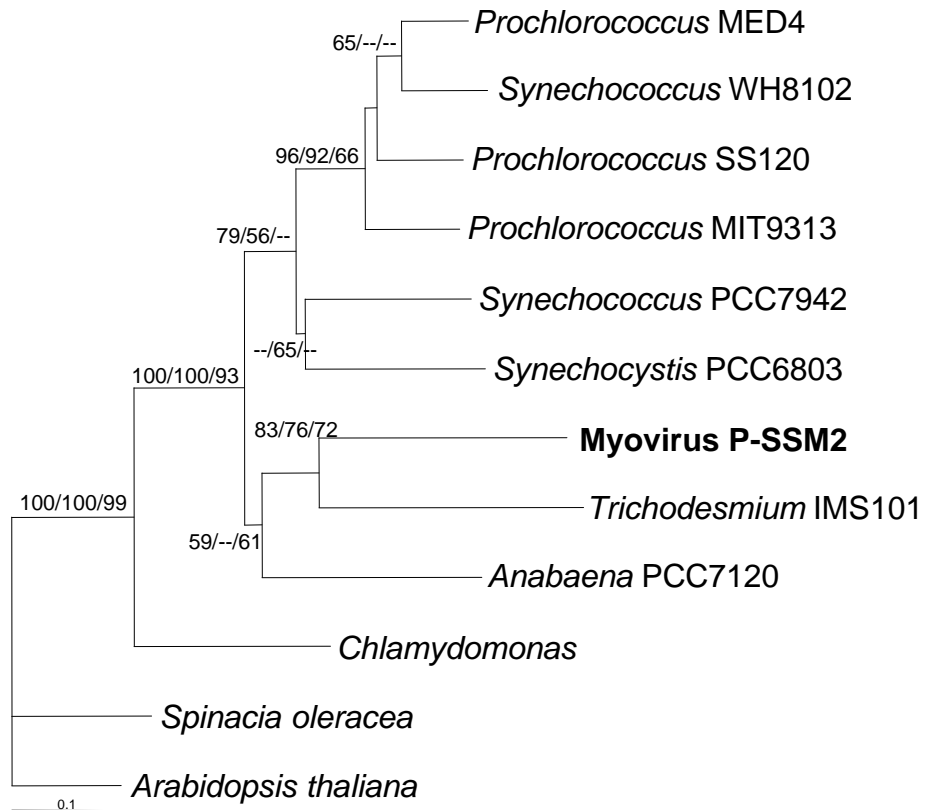 Prochlorococcus MED4
65/--/--
Synechococcus WH8102
96/92/66
Prochlorococcus SS120
Prochlorococcus MIT9313
79/56/--
Synechococcus PCC7942
--/65/--
Synechocystis PCC6803
100/100/93
83/76/72
Myovirus P-SSM2
100/100/99
Trichodesmium IMS101
59/--/61
Anabaena PCC7120
Chlamydomonas
Spinacia oleracea
Arabidopsis thaliana
0.1